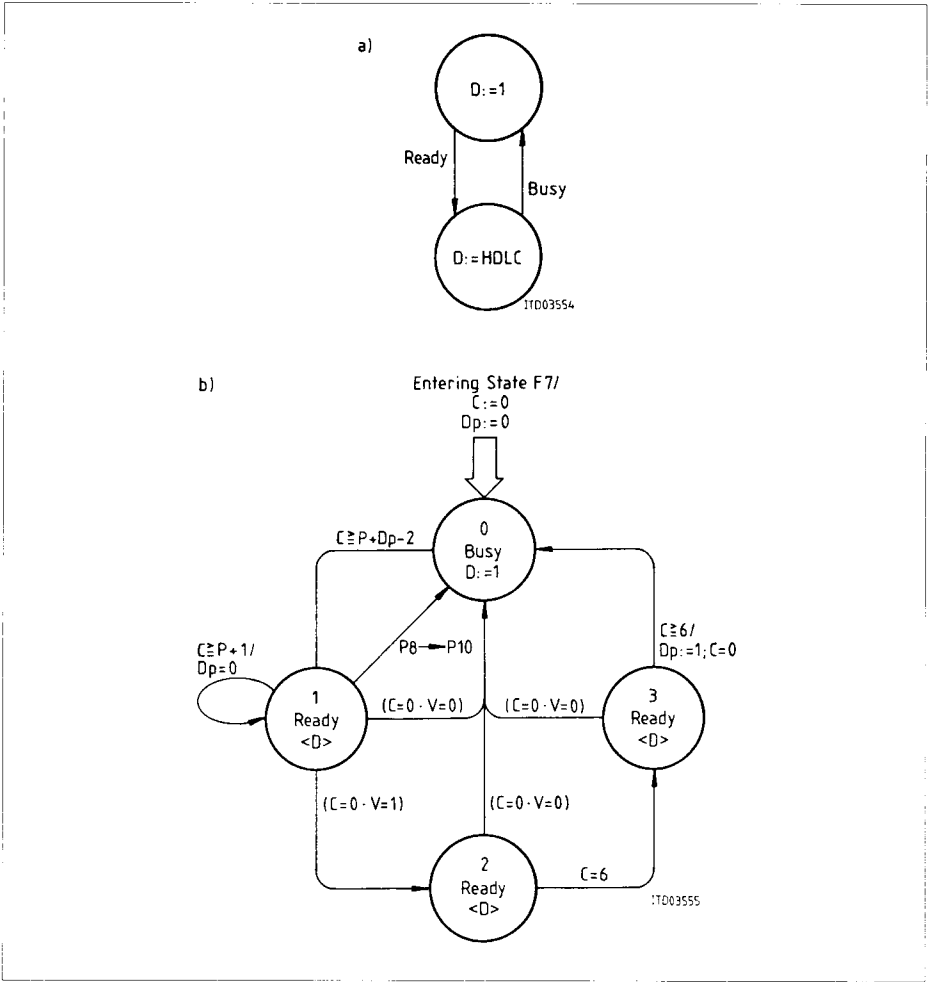 a)
D:=1
Ready
Busy
D:=HDLC
ITD03554
b)
Entering State F7/
C:=0
Dp:=0
0
Busy
D:=1
C≧P+Dp-2
P8→P10
C≧P+1/
Dp=0
1
Ready
<D>
(C=0·V=0)
(C=0·V=0)
C≧6/
Dp:=1;C=0
3
Ready
<D>
(C=0·V=1)
(C=0·V=0)
2
Ready
<D>
C=6
ITD03555